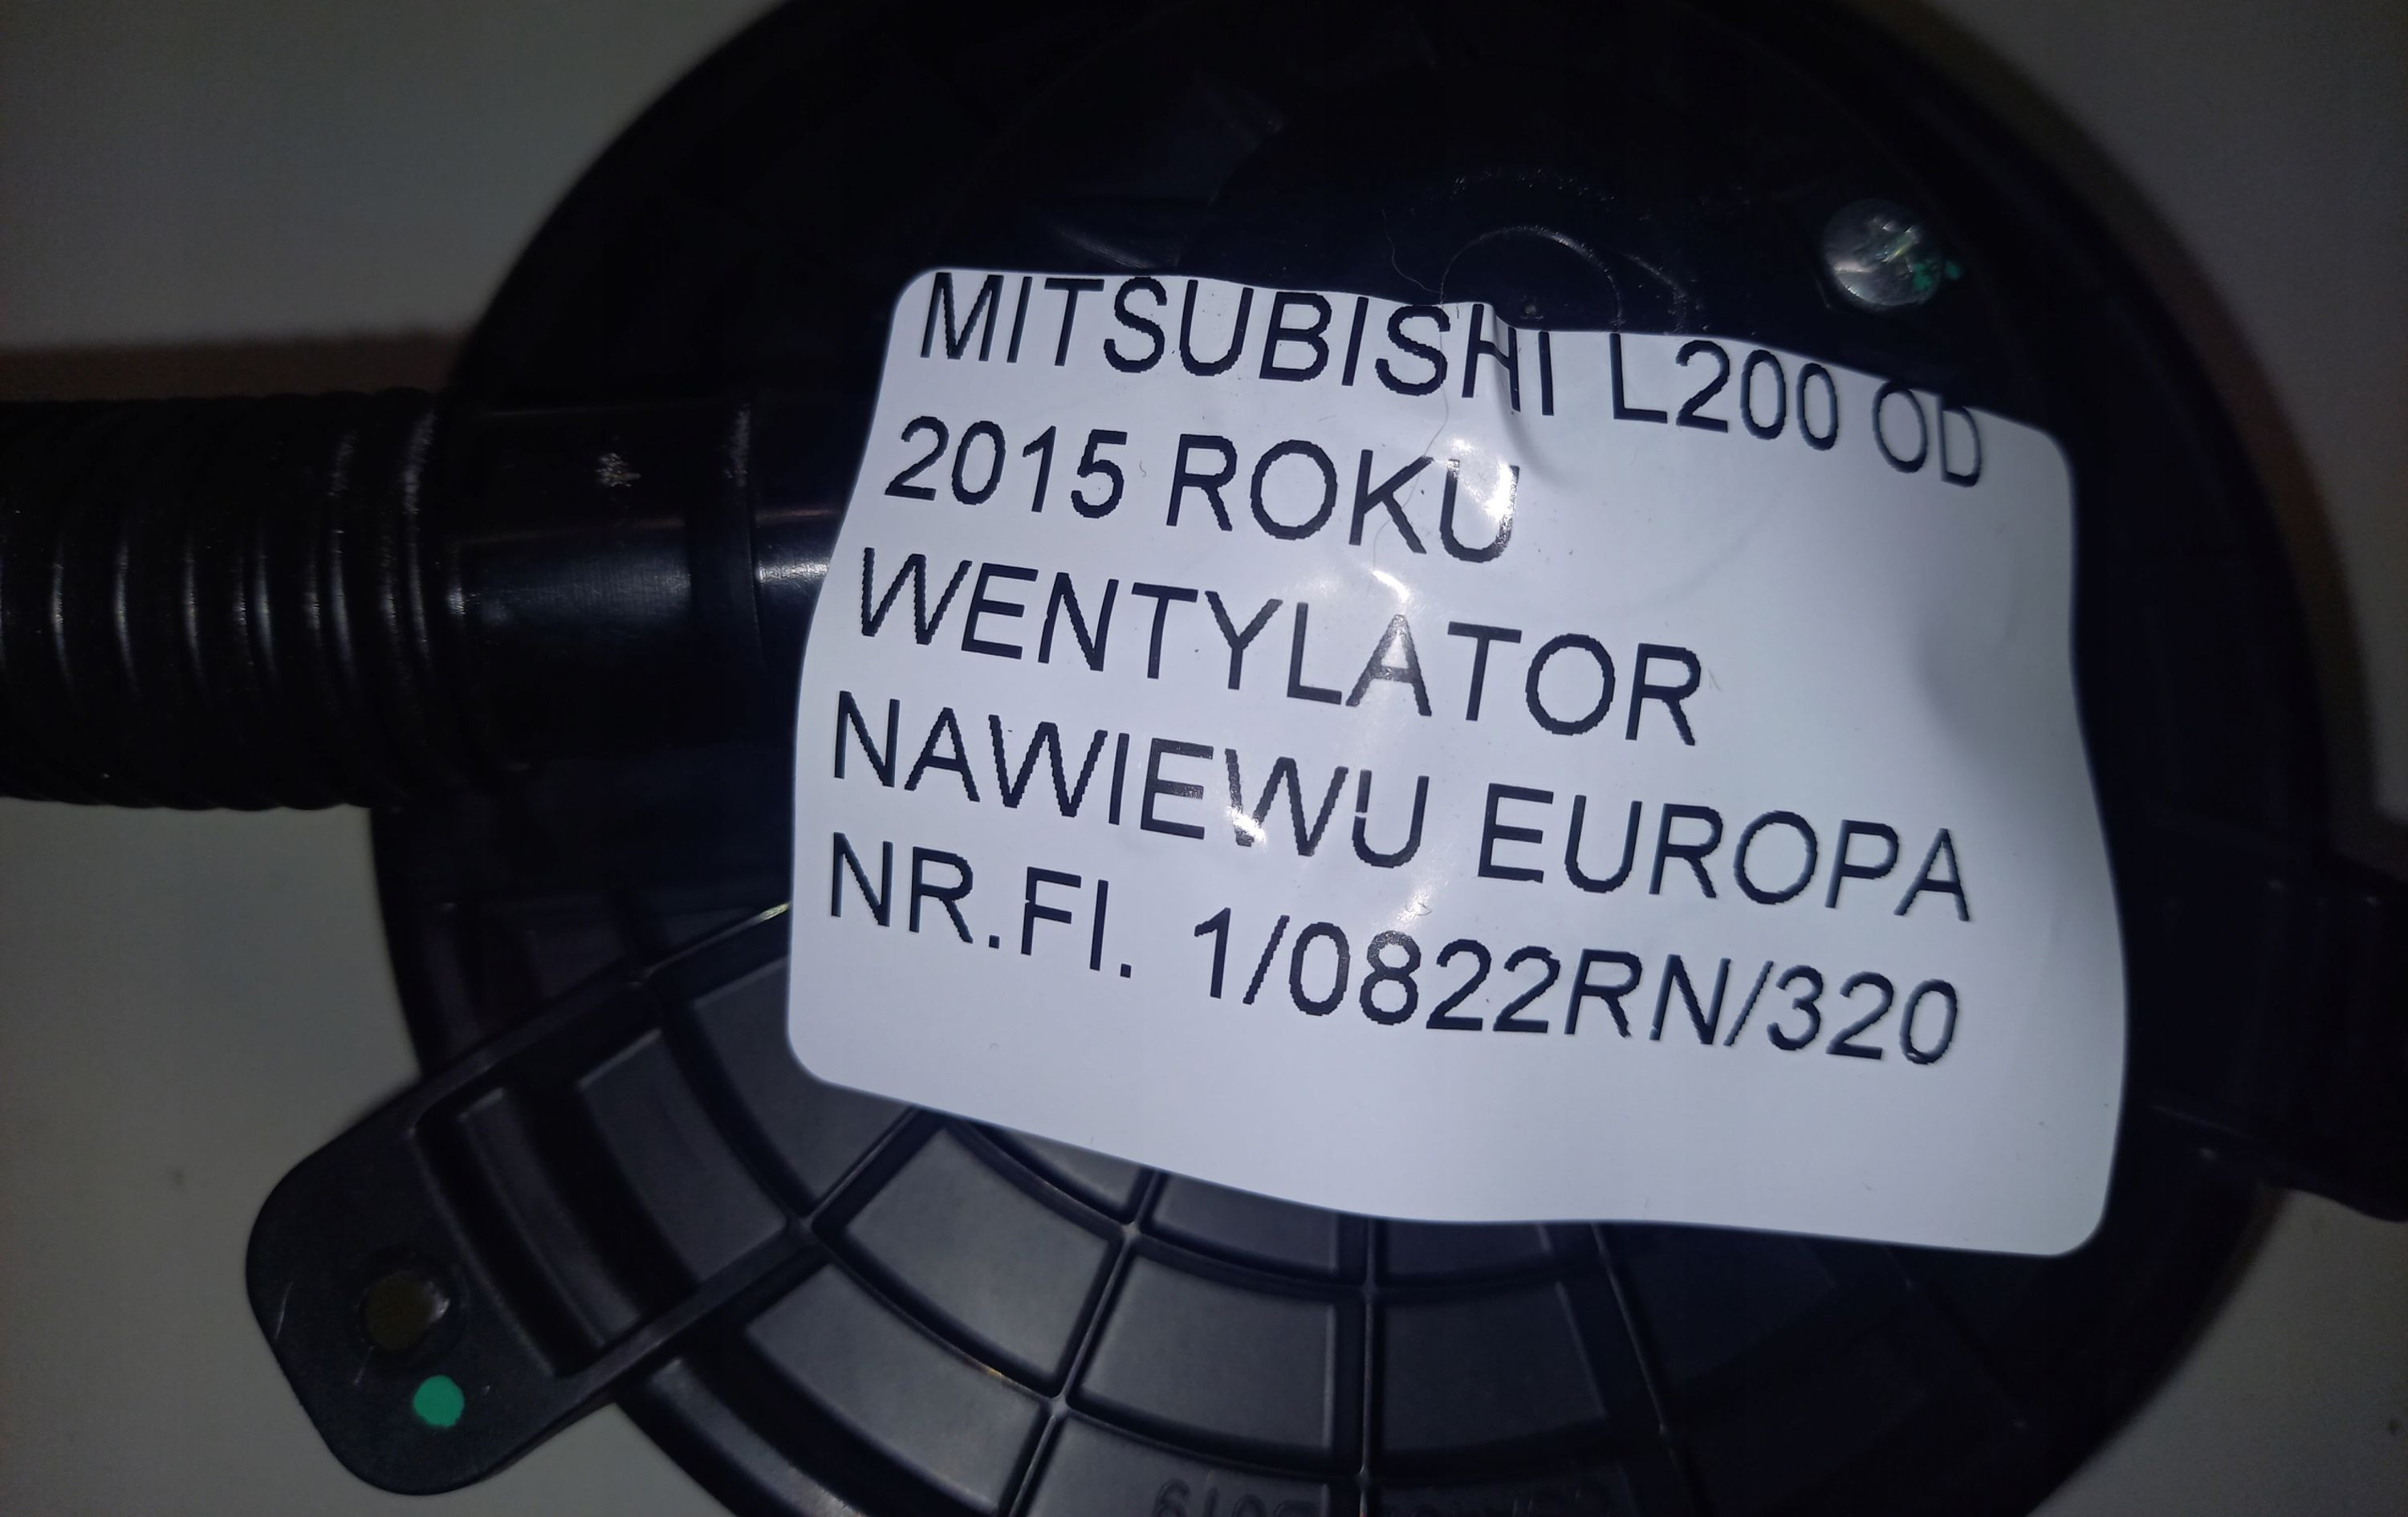 MITSUBISHI L200 OD
2015 ROKU
WENTYLATOR
NAWIEWU EUROPA
NR.FI. 1/0822RN/320